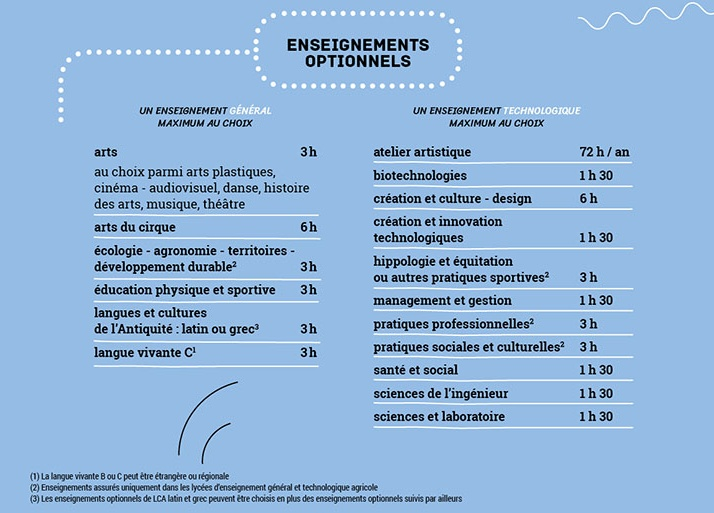 ENSEIGNEMENTS
OPTIONNELS
UN ENSEIGNEMENT GÉNÉRAL
MAXIMUM AU CHOIX
arts 3 h
au choix parmi arts plastiques,
cinéma - audiovisuel, danse, histoire
des arts, musique, théâtre
arts du cirque 6 h
écologie - agronomie - territoires -
développement durable² 3 h
éducation physique et sportive 3 h
langues et cultures
de l'Antiquité : latin ou grec³ 3 h
langue vivante C¹ 3 h
UN ENSEIGNEMENT TECHNOLOGIQUE
MAXIMUM AU CHOIX
atelier artistique 72 h / an
biotechnologies 1 h 30
création et culture - design 6 h
création et innovation
technologiques 1 h 30
hippologie et équitation
ou autres pratiques sportives² 3 h
management et gestion 1 h 30
pratiques professionnelles² 3 h
pratiques sociales et culturelles² 3 h
santé et social 1 h 30
sciences de l'ingénieur 1 h 30
sciences et laboratoire 1 h 30
(1) La langue vivante B ou C peut être étrangère ou régionale
(2) Enseignements assurés uniquement dans les lycées d'enseignement général et technologique agricole
(3) Les enseignements optionnels de LCA latin et grec peuvent être choisis en plus des enseignements optionnels suivis par ailleurs